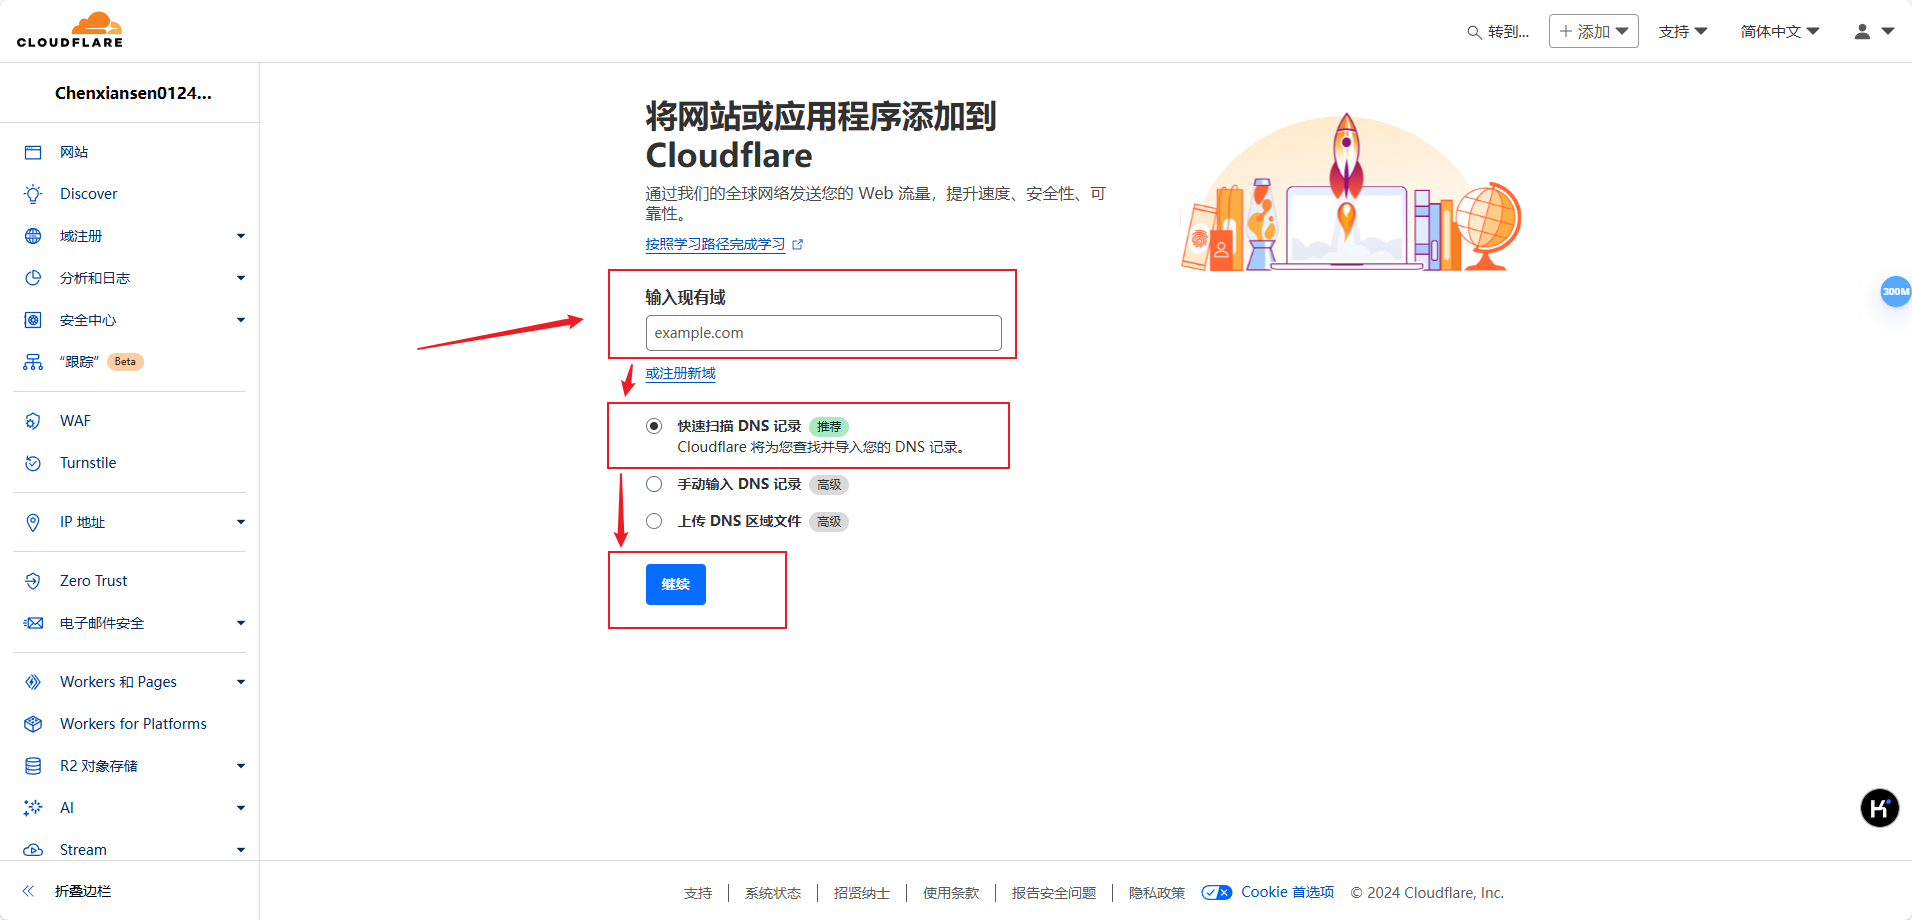 CLOUDFLARE
转到...
添加
支持
简体中文
Chenxiansen0124...
网站
Discover
域注册
分析和日志
安全中心
“跟踪” Beta
WAF
Turnstile
IP 地址
Zero Trust
电子邮件安全
Workers 和 Pages
Workers for Platforms
R2 对象存储
AI
Stream
折叠边栏
将网站或应用程序添加到
Cloudflare
通过我们的全球网络发送您的 Web 流量，提升速度、安全性、可
靠性。
按照学习路径完成学习
输入现有域
example.com
或注册新域
快速扫描 DNS 记录 推荐
Cloudflare 将为您查找并导入您的 DNS 记录。
手动输入 DNS 记录 高级
上传 DNS 区域文件 高级
继续
300M
支持
系统状态
招贤纳士
使用条款
报告安全问题
隐私政策
Cookie 首选项
© 2024 Cloudflare, Inc.